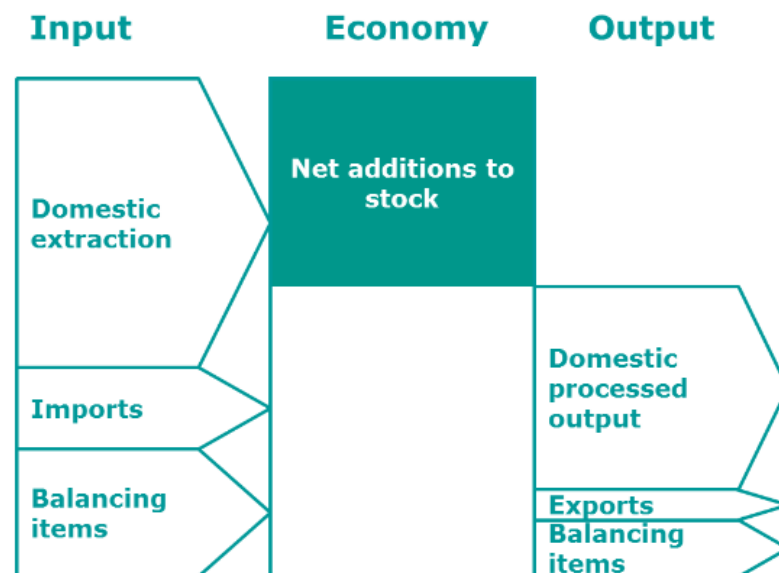 Input
Economy
Output
Net additions to
stock
Domestic
extraction
Imports
Balancing
items
Domestic
processed
output
Exports
Balancing
items